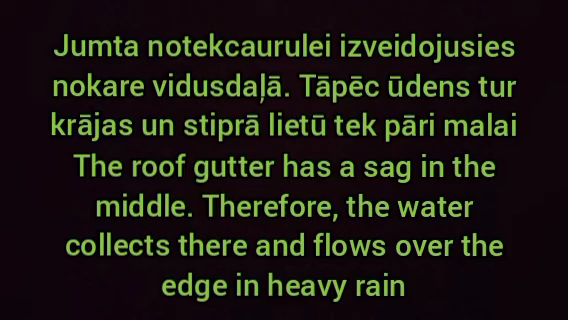 Jumta notekcaurulei izveidojusies
nokare vidusdaļā. Tāpēc ūdens tur
krājas un stiprā lietū tek pāri malai
The roof gutter has a sag in the
middle. Therefore, the water
collects there and flows over the
edge in heavy rain